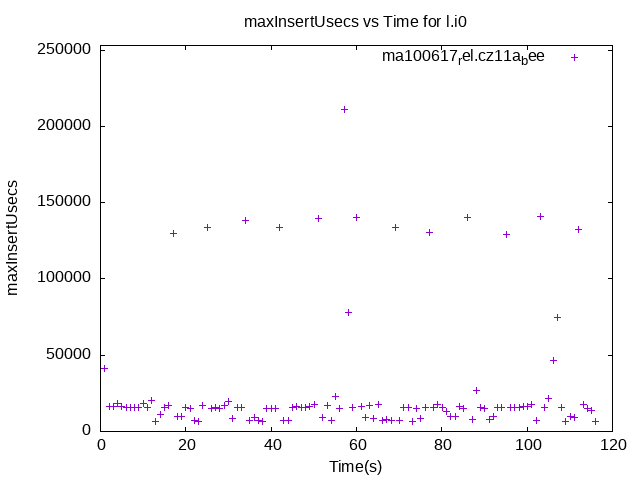 maxInsertUsecs vs Time for l.i0
ma100617rel.cz11abee
250000
200000
150000
100000
50000
0
maxInsertUsecs
0 20 40 60 80 100 120
Time(s)